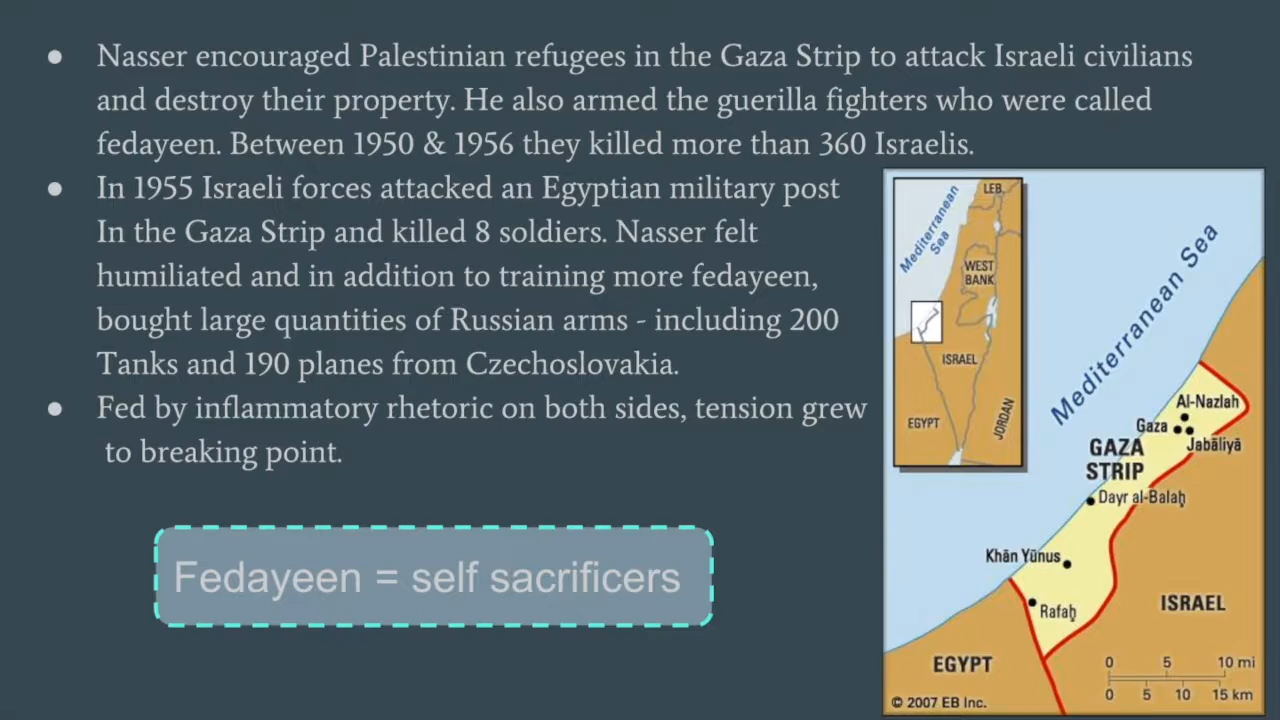 ● Nasser encouraged Palestinian refugees in the Gaza Strip to attack Israeli civilians
and destroy their property. He also armed the guerilla fighters who were called
fedayeen. Between 1950 & 1956 they killed more than 360 Israelis.
● In 1955 Israeli forces attacked an Egyptian military post
In the Gaza Strip and killed 8 soldiers. Nasser felt
humiliated and in addition to training more fedayeen,
bought large quantities of Russian arms - including 200
Tanks and 190 planes from Czechoslovakia.
● Fed by inflammatory rhetoric on both sides, tension grew
to breaking point.
Fedayeen = self sacrificers
LEB.
Mediterranean
Sea
WEST
BANK
ISRAEL
EGYPT
JORDAN
Mediterranean Sea
Al-Nazlah
Gaza
Jabālīyā
GAZA
STRIP
Dayr al-Balaḩ
Khān Yūnus
Rafaḩ
ISRAEL
EGYPT
0 5 10 mi
0 5 10 15 km
© 2007 EB Inc.